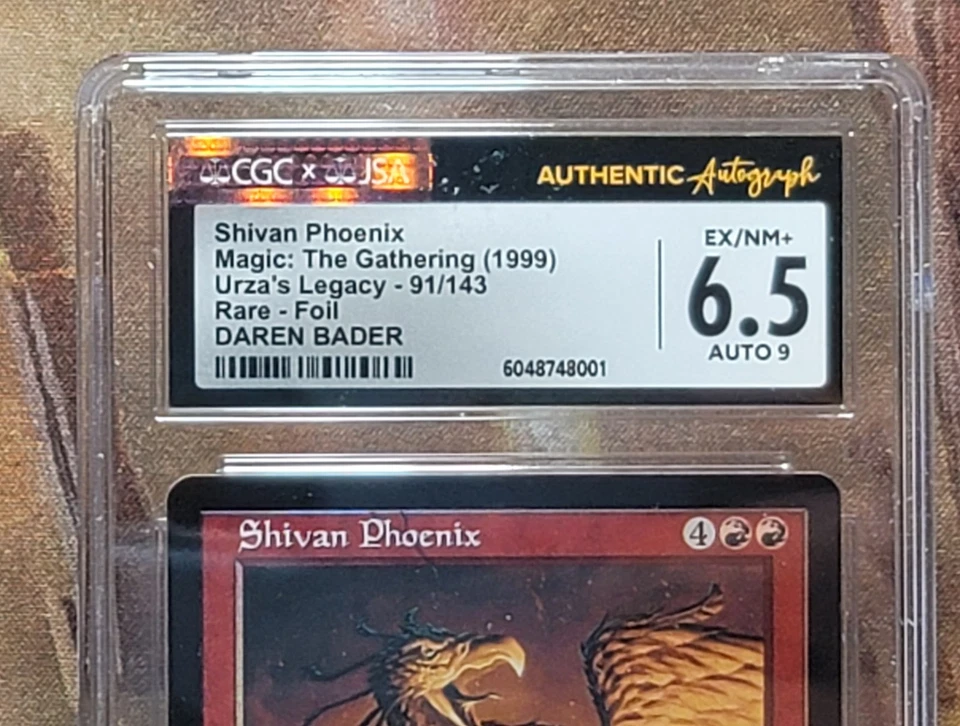 CGC x JSA
AUTHENTIC Autograph
Shivan Phoenix
Magic: The Gathering (1999)
Urza's Legacy - 91/143
Rare - Foil
DAREN BADER
6048748001
EX/NM+
6.5
AUTO 9
Shivan Phoenix 4